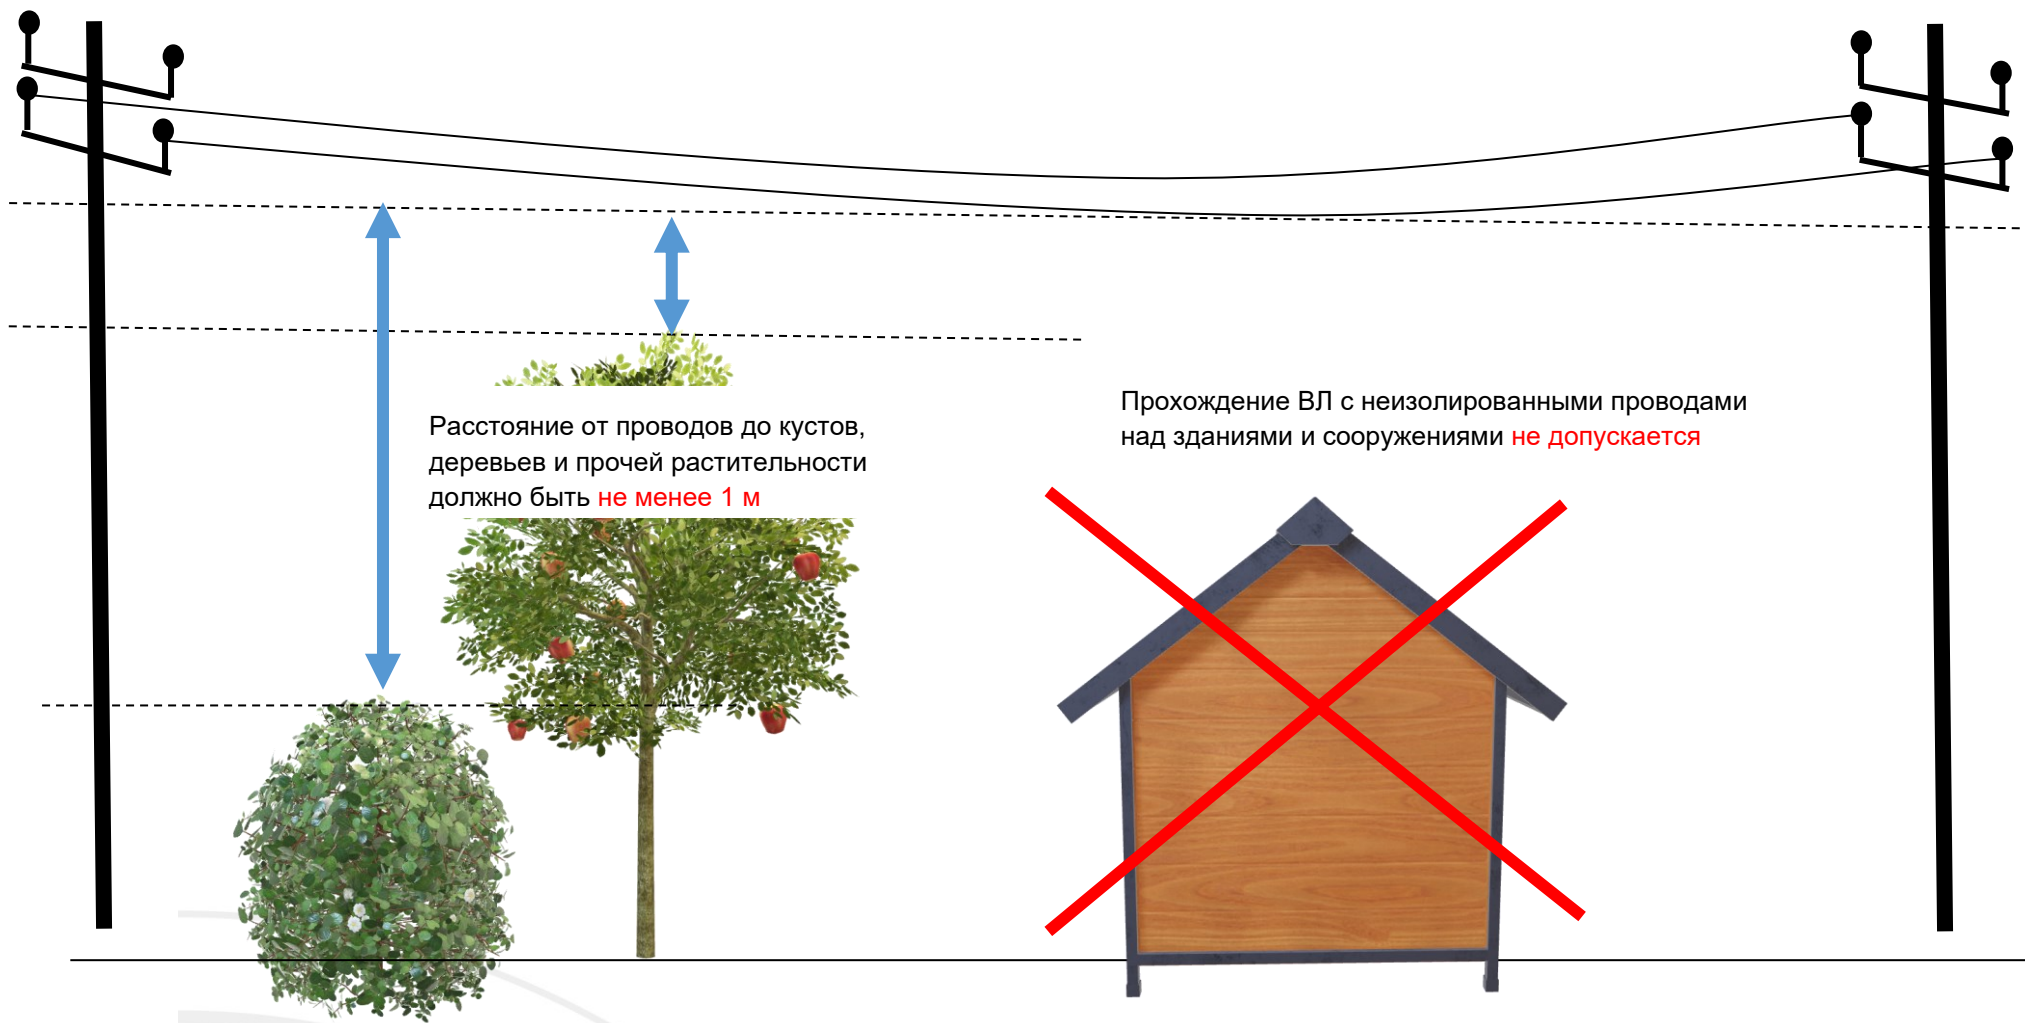 Расстояние от проводов до кустов,
деревьев и прочей растительности
должно быть не менее 1 м
Прохождение ВЛ с неизолированными проводами
над зданиями и сооружениями не допускается